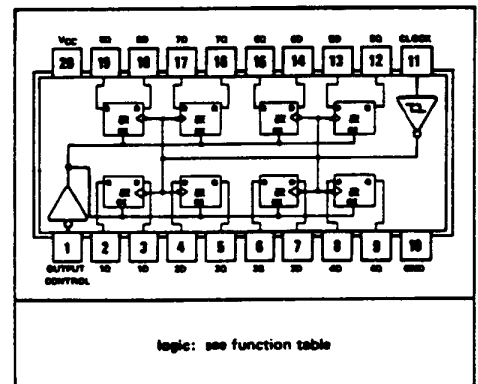 VCC 8Q 8D 7D 7Q 6Q 6D 5D 5Q CLOCK
20 19 18 17 16 15 14 13 12 11
1 2 3 4 5 6 7 8 9 10
OUTPUT CONTROL 1Q 1D 2D 2Q 3Q 3D 4D 4Q GND
logic: see function table